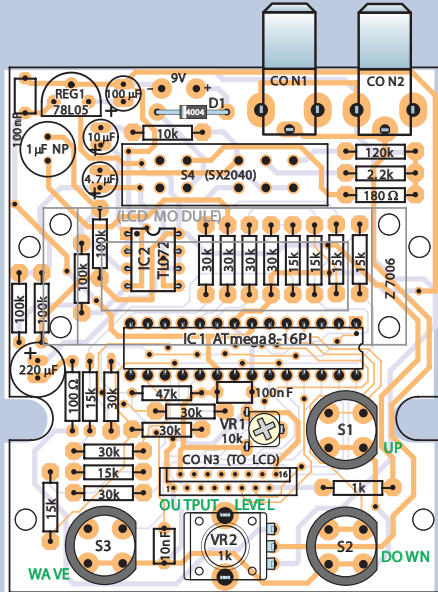 CON1
CON2
REG1
78L05
100µF
9V
- +
D1
4004
100nF
10µF
10k
1µF NP
4.7µF
S4 (SX2040)
120k
2.2k
180Ω
(LCD MODULE)
100k
100k
IC2
TL072
30k
30k
30k
30k
15k
15k
15k
15k
Z7006
100k
100k
IC1 ATmega8-16PI
220µF
100Ω
15k
30k
47k
100nF
30k
30k
VR1
10k
S1
UP
CON3 (TO LCD)
1
16
30k
15k
30k
15k
1k
OUTPUT LEVEL
S3
WAVE
10nF
VR2
1k
S2
DOWN